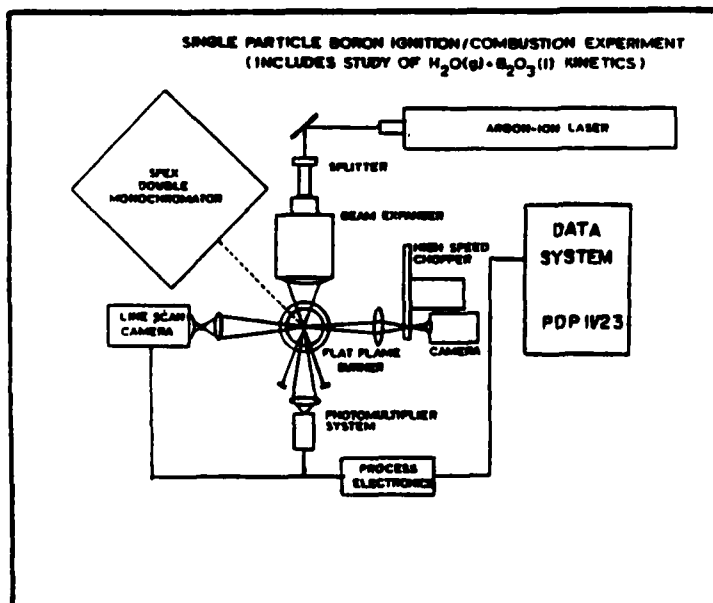 SINGLE PARTICLE BORON IGNITION/COMBUSTION EXPERIMENT
(INCLUDES STUDY OF H₂O(g)+B₂O₃(l) KINETICS)
ARGON-ION LASER
SPLITTER
SPEX
DOUBLE
MONOCHROMATOR
BEAM EXPANDER
HIGH SPEED
CHOPPER
DATA
SYSTEM
PDP 11/23
LINE SCAN
CAMERA
CAMERA
FLAT FLAME
BURNER
PHOTOMULTIPLIER
SYSTEM
PROCESS
ELECTRONICS